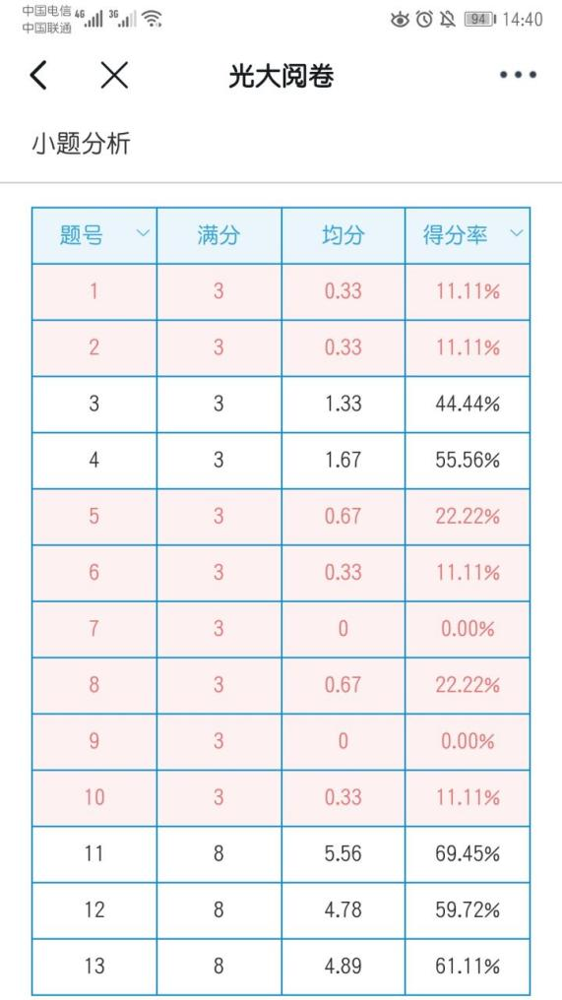 中国电信 4G 3G 94 14:40
中国联通
光大阅卷
小题分析
题号 满分 均分 得分率
1 3 0.33 11.11%
2 3 0.33 11.11%
3 3 1.33 44.44%
4 3 1.67 55.56%
5 3 0.67 22.22%
6 3 0.33 11.11%
7 3 0 0.00%
8 3 0.67 22.22%
9 3 0 0.00%
10 3 0.33 11.11%
11 8 5.56 69.45%
12 8 4.78 59.72%
13 8 4.89 61.11%